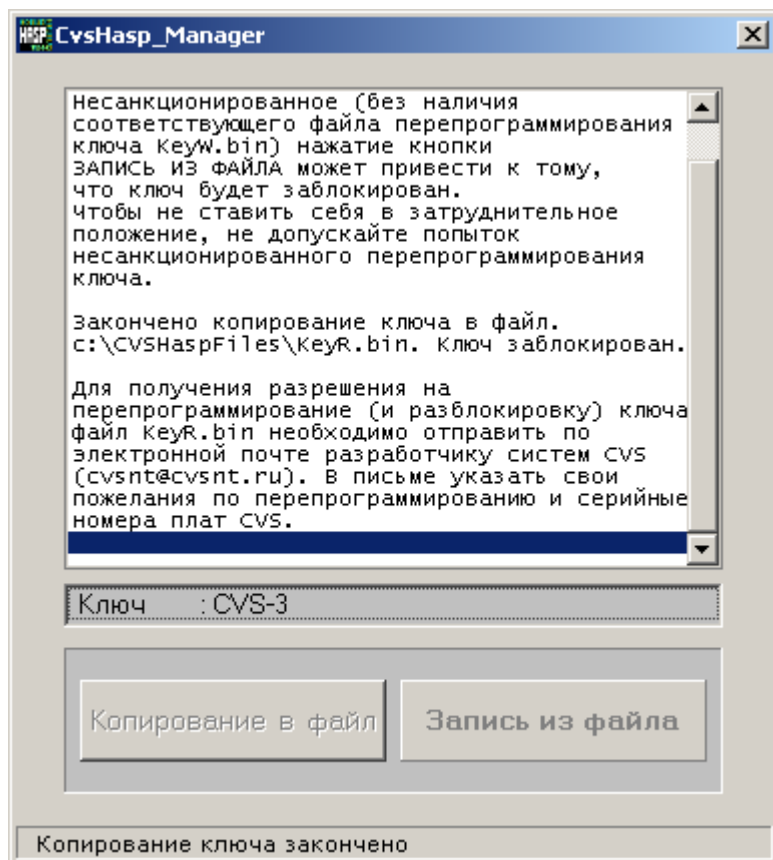 HASP CvsHasp_Manager
Несанкционированное (без наличия
соответствующего файла перепрограммирования
ключа KeyW.bin) нажатие кнопки
ЗАПИСЬ ИЗ ФАЙЛА может привести к тому,
что ключ будет заблокирован.
Чтобы не ставить себя в затруднительное
положение, не допускайте попыток
несанкционированного перепрограммирования
ключа.
Закончено копирование ключа в файл.
c:\CVSHaspFiles\KeyR.bin. Ключ заблокирован.
Для получения разрешения на
перепрограммирование (и разблокировку) ключа
файл KeyR.bin необходимо отправить по
электронной почте разработчику систем CVS
(cvsnt@cvsnt.ru). В письме указать свои
пожелания по перепрограммированию и серийные
номера плат CVS.
Ключ : CVS-3
Копирование в файл Запись из файла
Копирование ключа закончено